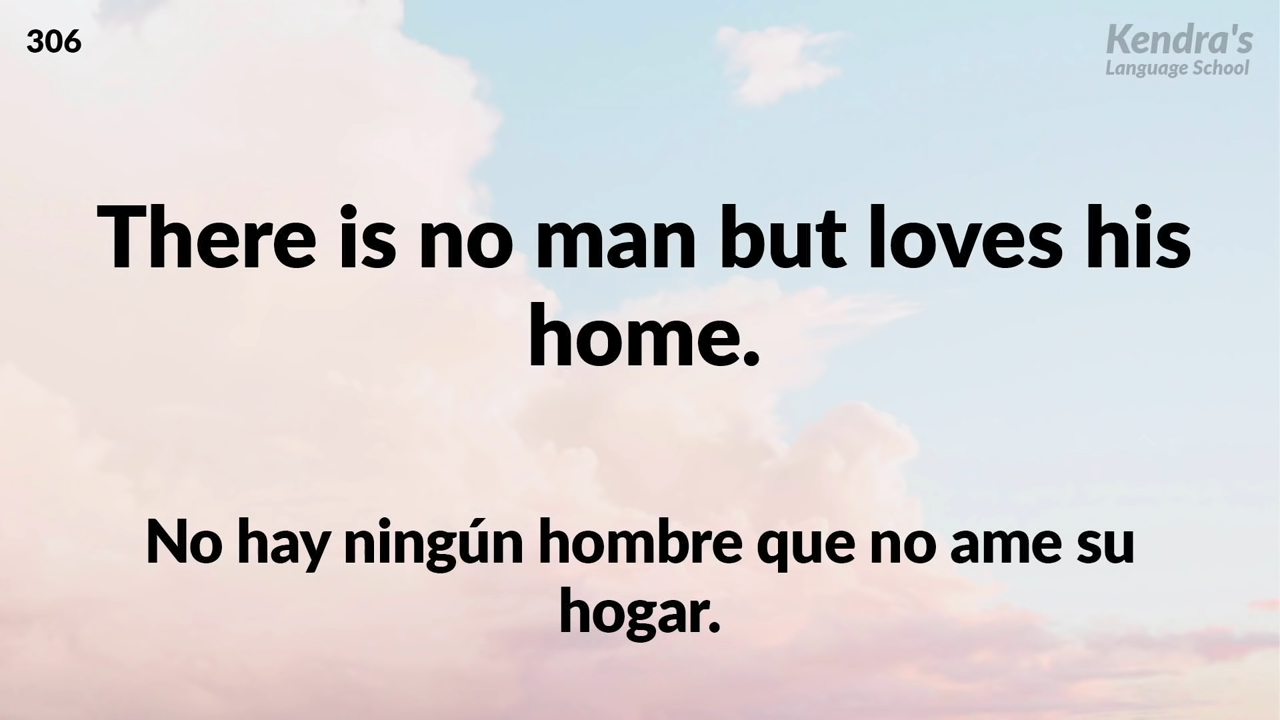 306
Kendra's
Language School
There is no man but loves his
home.
No hay ningún hombre que no ame su
hogar.